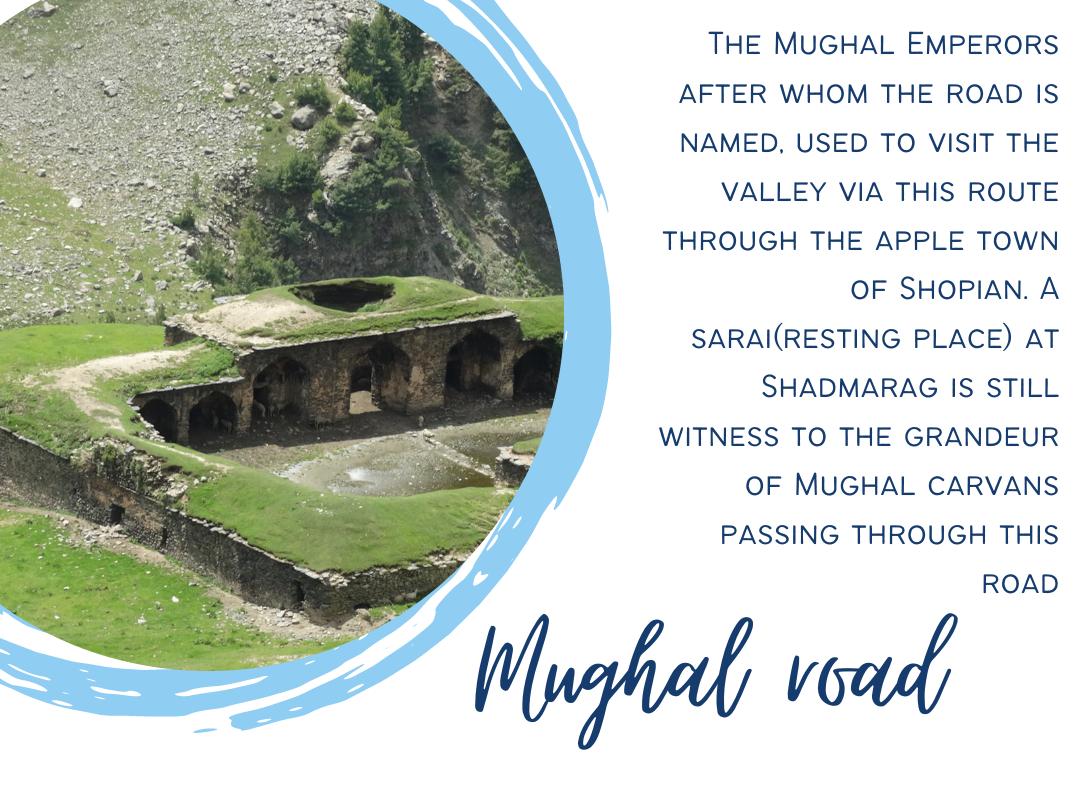 The Mughal Emperors
after whom the road is
named, used to visit the
valley via this route
through the apple town
of Shopian. A
sarai(resting place) at
Shadmarag is still
witness to the grandeur
of Mughal carvans
passing through this
road
Mughal road